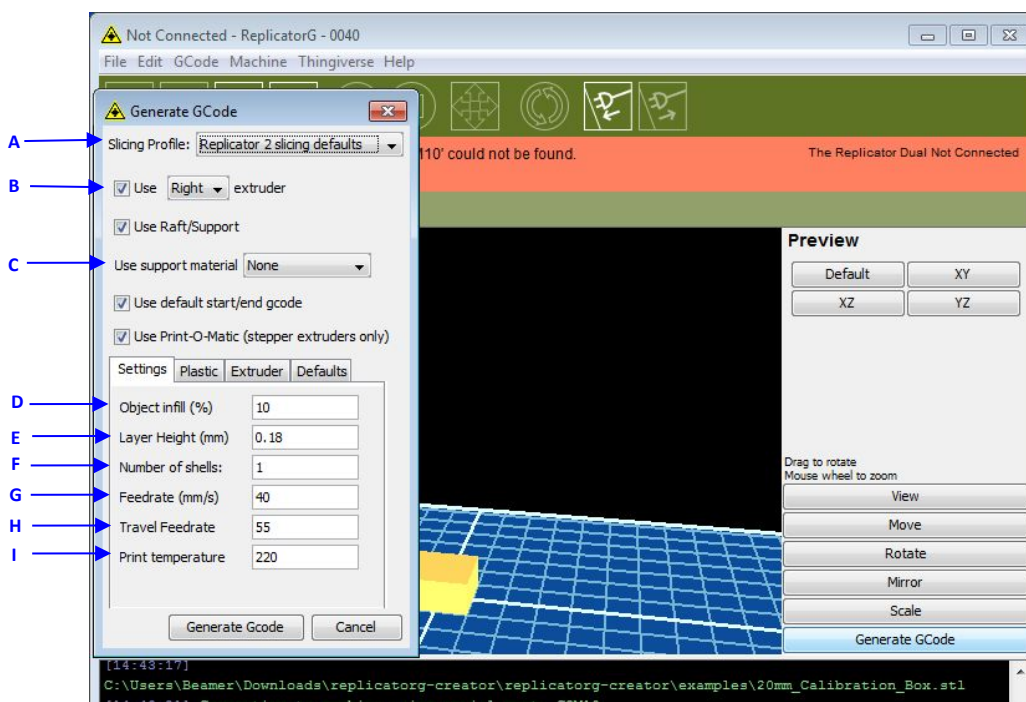 Not Connected - ReplicatorG - 0040
File Edit GCode Machine Thingiverse Help
Generate GCode
A
Slicing Profile: Replicator 2 slicing defaults
M10' could not be found.
The Replicator Dual Not Connected
B
Use Right extruder
Use Raft/Support
C
Use support material None
Use default start/end gcode
Use Print-O-Matic (stepper extruders only)
Settings Plastic Extruder Defaults
D
Object infill (%) 10
E
Layer Height (mm) 0.18
F
Number of shells: 1
G
Feedrate (mm/s) 40
H
Travel Feedrate 55
I
Print temperature 220
Generate Gcode Cancel
Preview
Default XY
XZ YZ
Drag to rotate
Mouse wheel to zoom
View
Move
Rotate
Mirror
Scale
Generate GCode
[14:43:17]
C:\Users\Beamer\Downloads\replicatorg-creator\replicatorg-creator\examples\20mm_Calibration_Box.stl